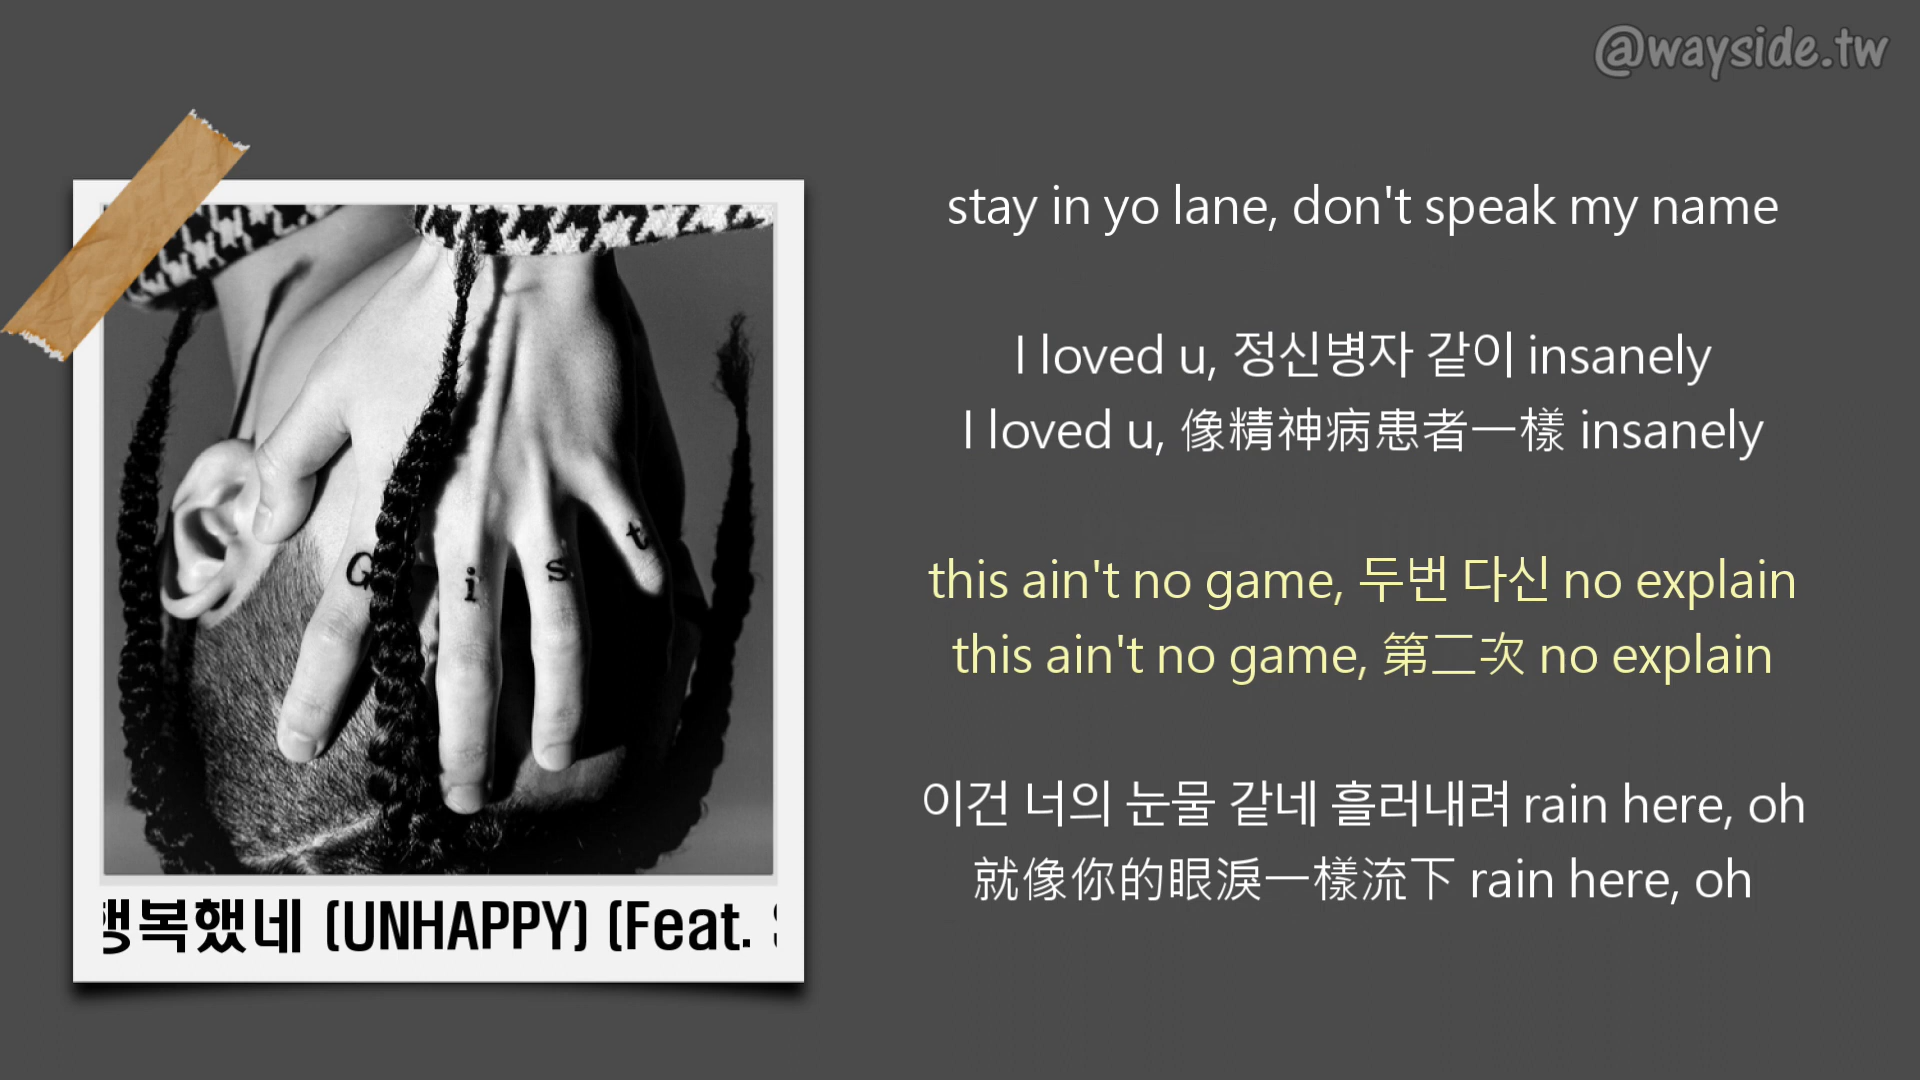 @wayside.tw
stay in yo lane, don't speak my name
I loved u, 정신병자 같이 insanely
I loved u, 像精神病患者一樣 insanely
this ain't no game, 두번 다신 no explain
this ain't no game, 第二次 no explain
이건 너의 눈물 같네 흘러내려 rain here, oh
就像你的眼淚一樣流下 rain here, oh
G i s t
복했네 (UNHAPPY) (Feat.